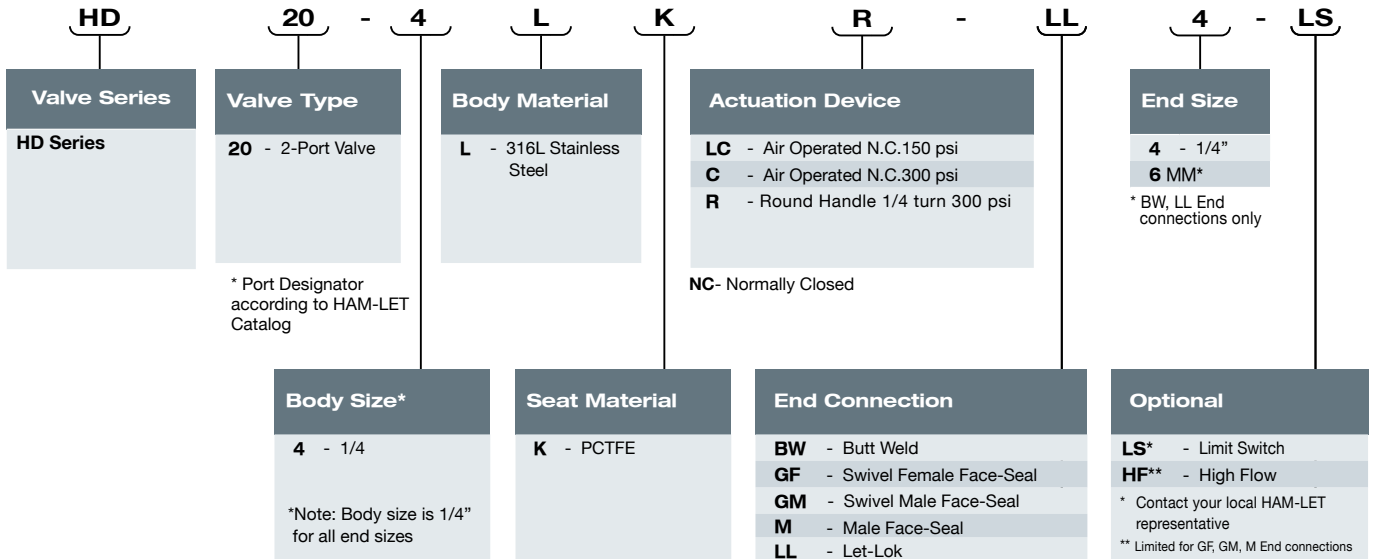 HD 20 - 4 L K R - LL 4 - LS
Valve Series
HD Series
Valve Type
20 - 2-Port Valve
* Port Designator
according to HAM-LET
Catalog
Body Material
L - 316L Stainless
Steel
Actuation Device
LC - Air Operated N.C.150 psi
C - Air Operated N.C.300 psi
R - Round Handle 1/4 turn 300 psi
NC- Normally Closed
End Size
4 - 1/4”
6 MM*
* BW, LL End
connections only
Body Size*
4 - 1/4
*Note: Body size is 1/4”
for all end sizes
Seat Material
K - PCTFE
End Connection
BW - Butt Weld
GF - Swivel Female Face-Seal
GM - Swivel Male Face-Seal
M - Male Face-Seal
LL - Let-Lok
Optional
LS* - Limit Switch
HF** - High Flow
* Contact your local HAM-LET
representative
** Limited for GF, GM, M End connections